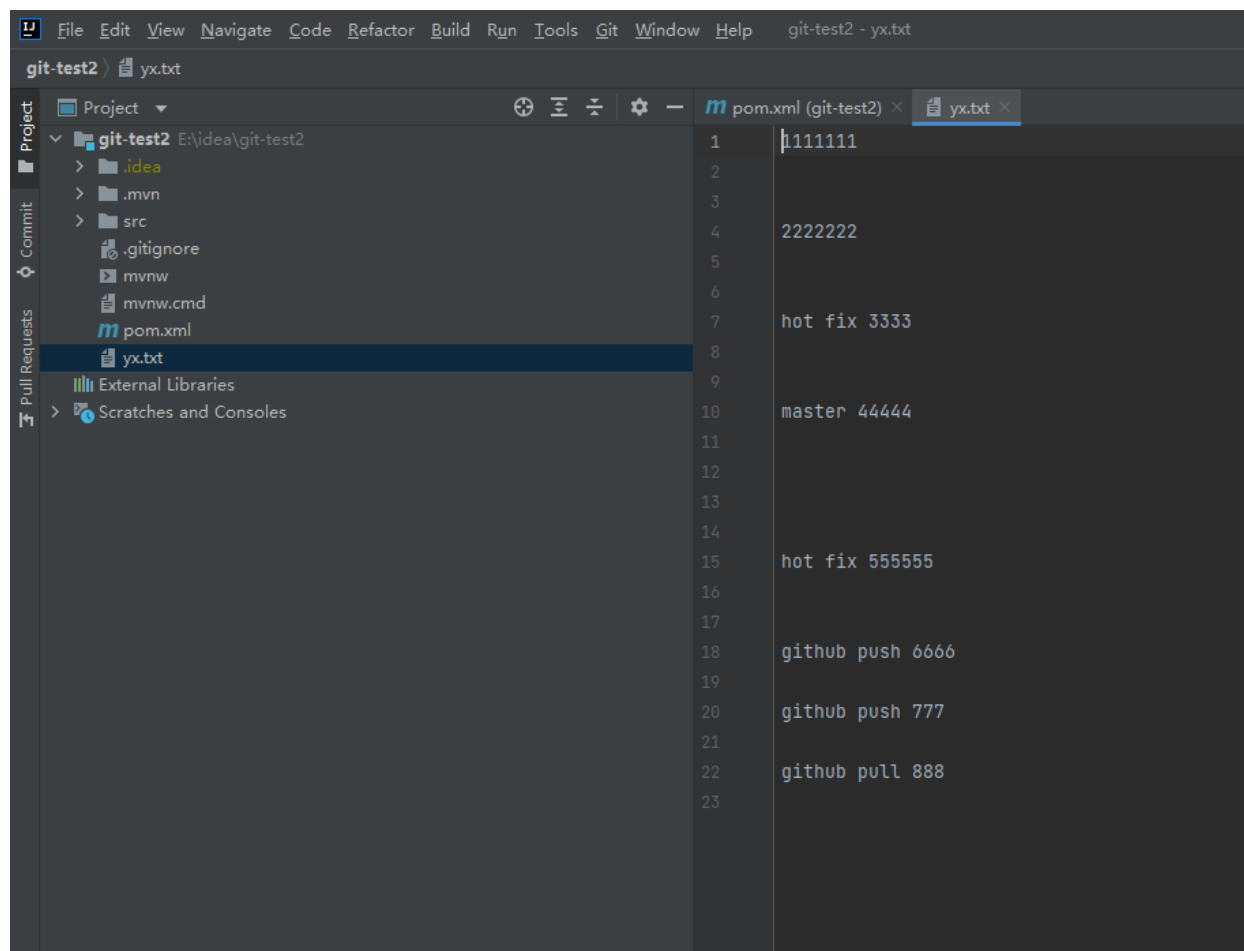 IJ File Edit View Navigate Code Refactor Build Run Tools Git Window Help git-test2 - yx.txt
git-test2 yx.txt
Project
Commit
Pull Requests
Project
git-test2 E:\idea\git-test2
.idea
.mvn
src
.gitignore
mvnw
mvnw.cmd
m pom.xml
yx.txt
External Libraries
Scratches and Consoles
m pom.xml (git-test2) yx.txt
1 1111111
2
3
4 2222222
5
6
7 hot fix 3333
8
9
10 master 44444
11
12
13
14
15 hot fix 555555
16
17
18 github push 6666
19
20 github push 777
21
22 github pull 888
23